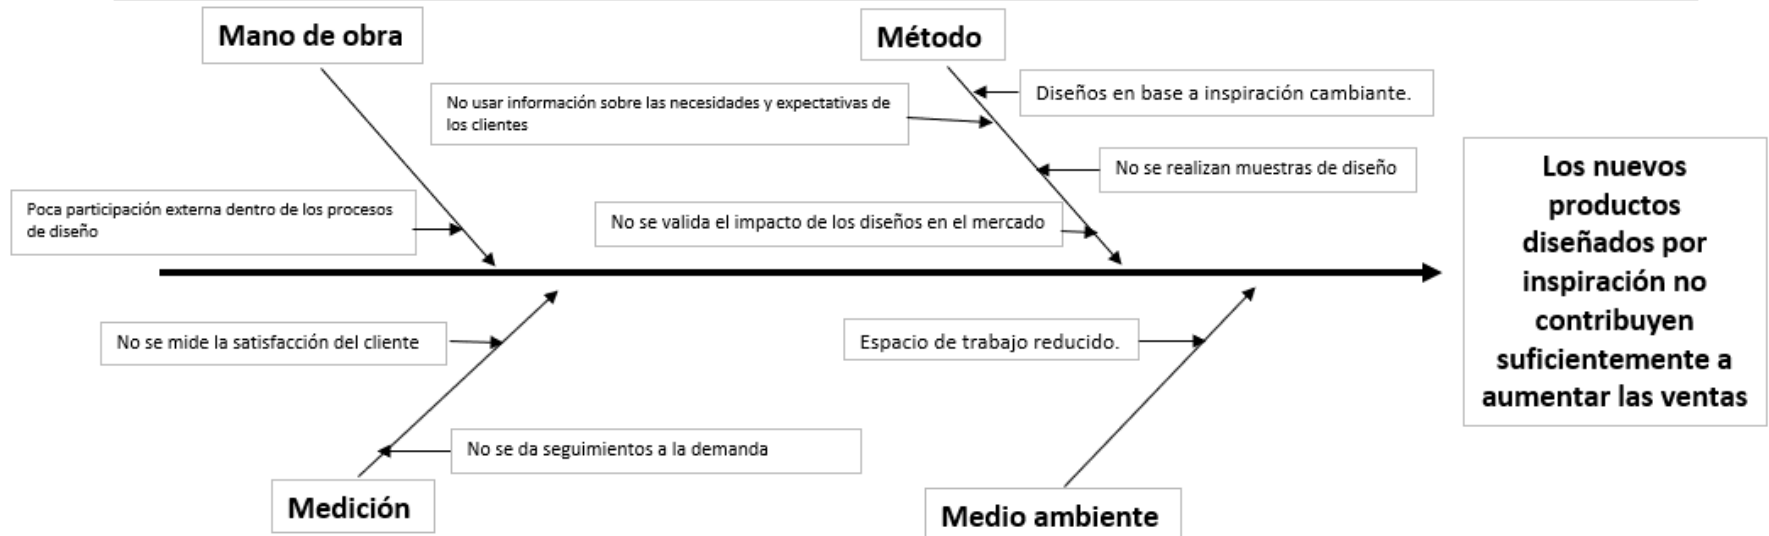 Mano de obra
Método
No usar información sobre las necesidades y expectativas de
los clientes
Diseños en base a inspiración cambiante.
No se realizan muestras de diseño
Poca participación externa dentro de los procesos
de diseño
No se valida el impacto de los diseños en el mercado
Los nuevos
productos
diseñados por
inspiración no
contribuyen
suficientemente a
aumentar las ventas
No se mide la satisfacción del cliente
Espacio de trabajo reducido.
No se da seguimientos a la demanda
Medición
Medio ambiente